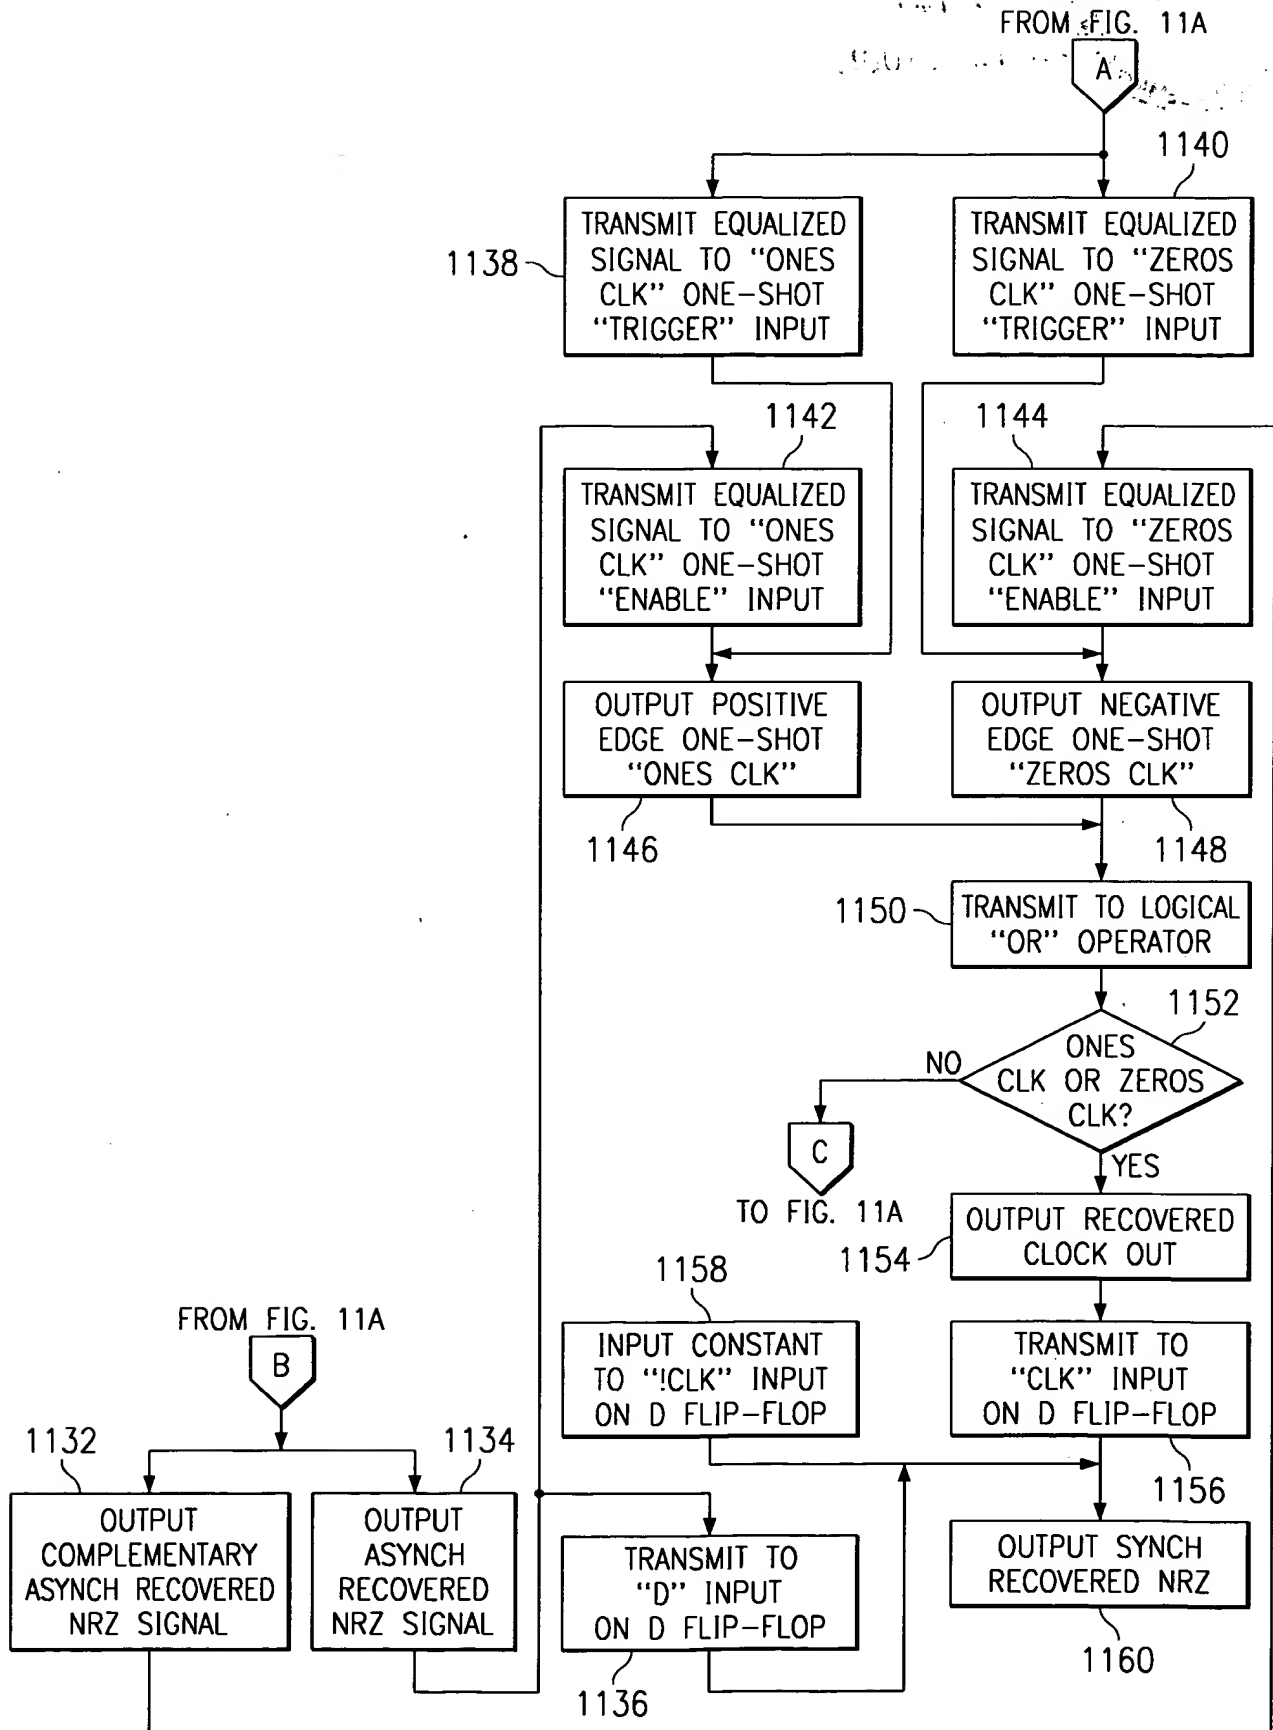 FROM FIG. 11A
A
1140
TRANSMIT EQUALIZED
SIGNAL TO “ONES
CLK” ONE-SHOT
“TRIGGER” INPUT
1138
TRANSMIT EQUALIZED
SIGNAL TO “ZEROS
CLK” ONE-SHOT
“TRIGGER” INPUT
1142
1144
TRANSMIT EQUALIZED
SIGNAL TO “ONES
CLK” ONE-SHOT
“ENABLE” INPUT
TRANSMIT EQUALIZED
SIGNAL TO “ZEROS
CLK” ONE-SHOT
“ENABLE” INPUT
OUTPUT POSITIVE
EDGE ONE-SHOT
“ONES CLK”
OUTPUT NEGATIVE
EDGE ONE-SHOT
“ZEROS CLK”
1146
1148
1150
TRANSMIT TO LOGICAL
“OR” OPERATOR
1152
ONES
CLK OR ZEROS
CLK?
NO
YES
C
TO FIG. 11A
OUTPUT RECOVERED
CLOCK OUT
1154
1158
FROM FIG. 11A
B
INPUT CONSTANT
TO “!CLK” INPUT
ON D FLIP-FLOP
TRANSMIT TO
“CLK” INPUT
ON D FLIP-FLOP
1132
1134
1156
OUTPUT
COMPLEMENTARY
ASYNCH RECOVERED
NRZ SIGNAL
OUTPUT
ASYNCH
RECOVERED
NRZ SIGNAL
TRANSMIT TO
“D” INPUT
ON D FLIP-FLOP
OUTPUT SYNCH
RECOVERED NRZ
1136
1160